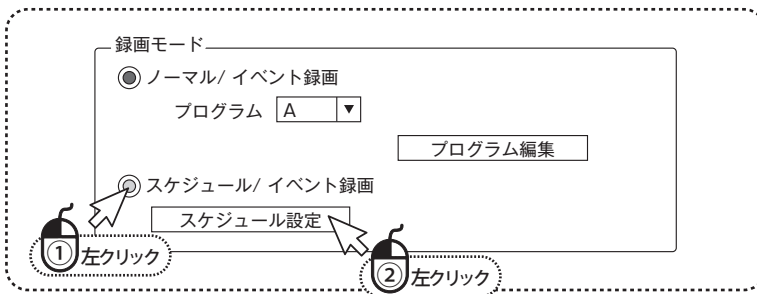 録画モード
ノーマル/ イベント録画
プログラム A ▼
プログラム編集
スケジュール/ イベント録画
スケジュール設定
① 左クリック
② 左クリック